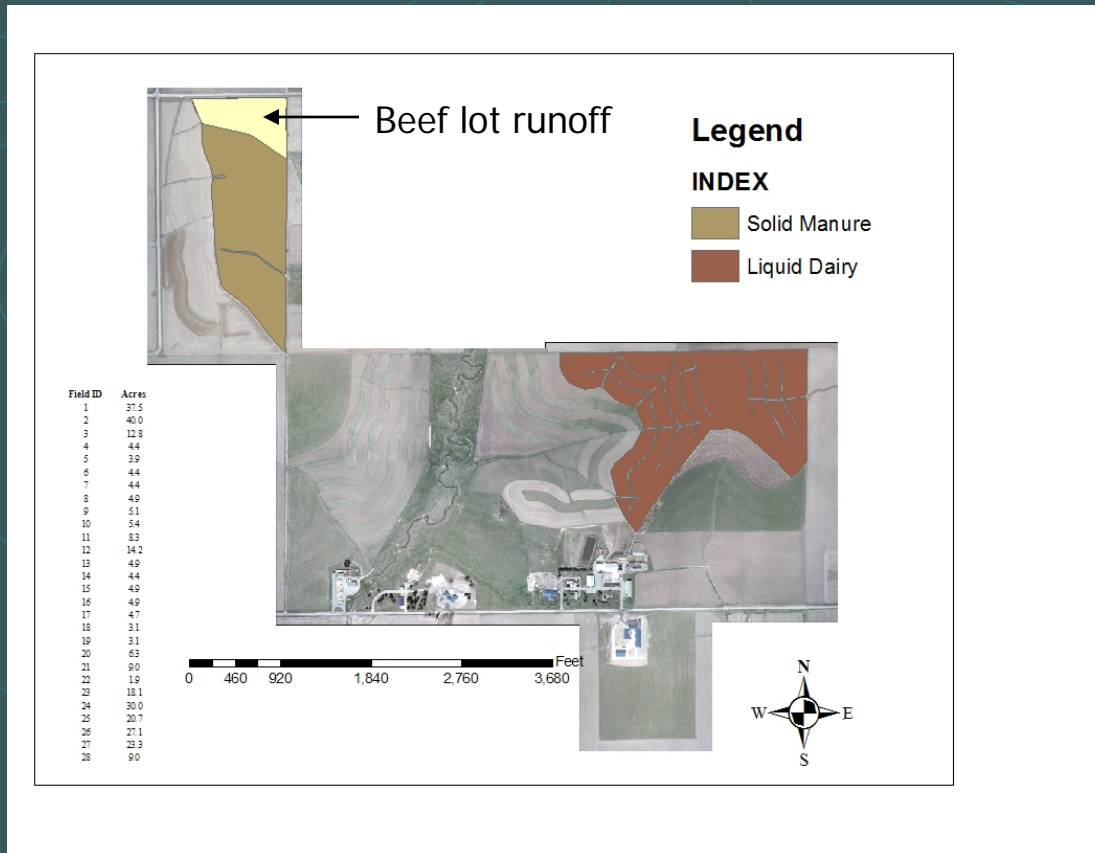 Beef lot runoff
Legend
INDEX
Solid Manure
Liquid Dairy
Field ID Acres
1 37.5
2 40.0
3 12.8
4 4.4
5 3.9
6 4.4
7 4.4
8 4.9
9 5.1
10 5.4
11 8.3
12 14.2
13 4.9
14 4.4
15 4.9
16 4.9
17 4.7
18 3.1
19 3.1
20 6.3
21 9.0
22 1.9
23 18.1
24 30.0
25 20.7
26 27.1
27 23.3
28 9.0
Feet
0 460 920 1,840 2,760 3,680
N
W E
S